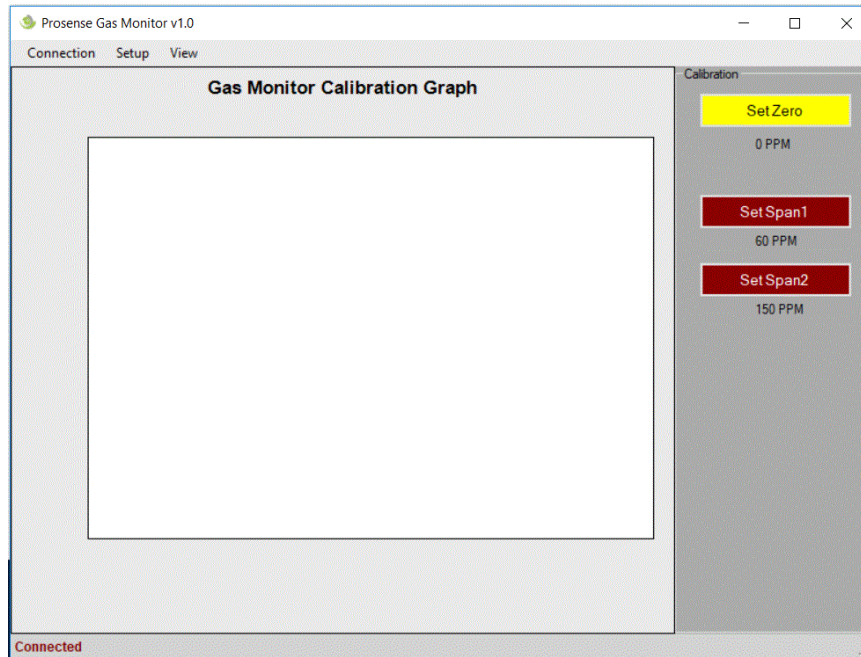 Prosense Gas Monitor v1.0
Connection Setup View
Gas Monitor Calibration Graph
Calibration
Set Zero
0 PPM
Set Span1
60 PPM
Set Span2
150 PPM
Connected